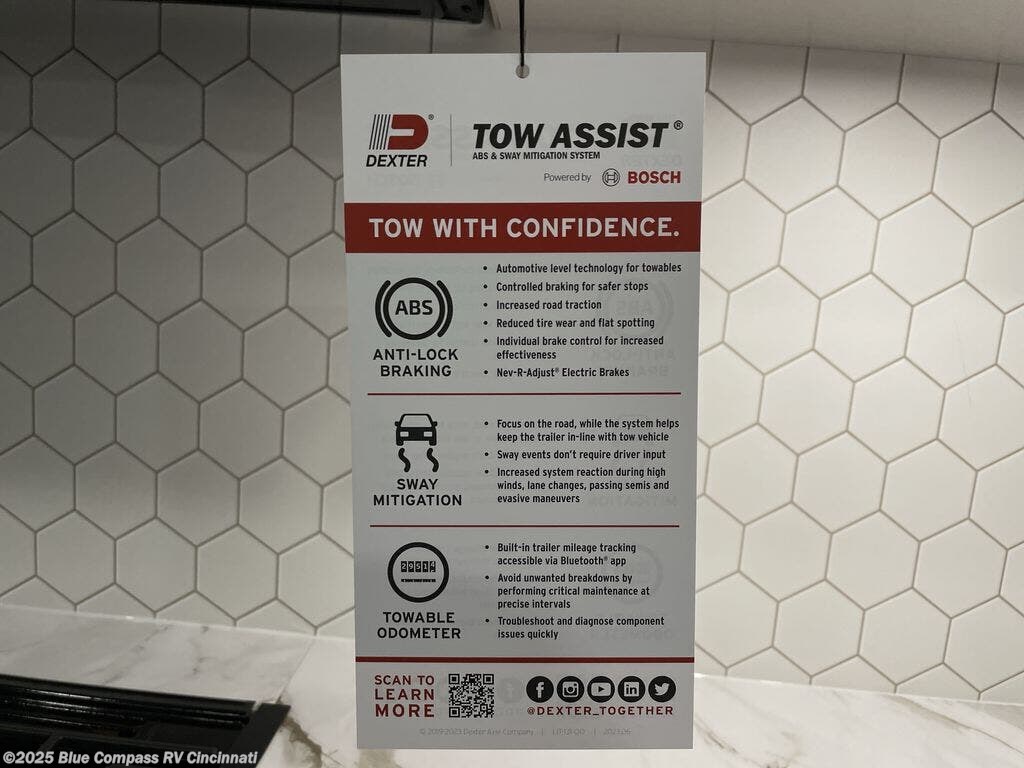 DEXTER®
TOW ASSIST®
ABS & SWAY MITIGATION SYSTEM
Powered by BOSCH
TOW WITH CONFIDENCE.
ABS
ANTI-LOCK
BRAKING
• Automotive level technology for towables
• Controlled braking for safer stops
• Increased road traction
• Reduced tire wear and flat spotting
• Individual brake control for increased
effectiveness
• Nev-R-Adjust® Electric Brakes
SWAY
MITIGATION
• Focus on the road, while the system helps
keep the trailer in-line with tow vehicle
• Sway events don't require driver input
• Increased system reaction during high
winds, lane changes, passing semis and
evasive maneuvers
TOWABLE
ODOMETER
• Built-in trailer mileage tracking
accessible via Bluetooth® app
• Avoid unwanted breakdowns by
performing critical maintenance at
precise intervals
• Troubleshoot and diagnose component
issues quickly
SCAN TO
LEARN
MORE
@DEXTER_TOGETHER
© 2019-2023 Dexter Axle Company
©2025 Blue Compass RV Cincinnati